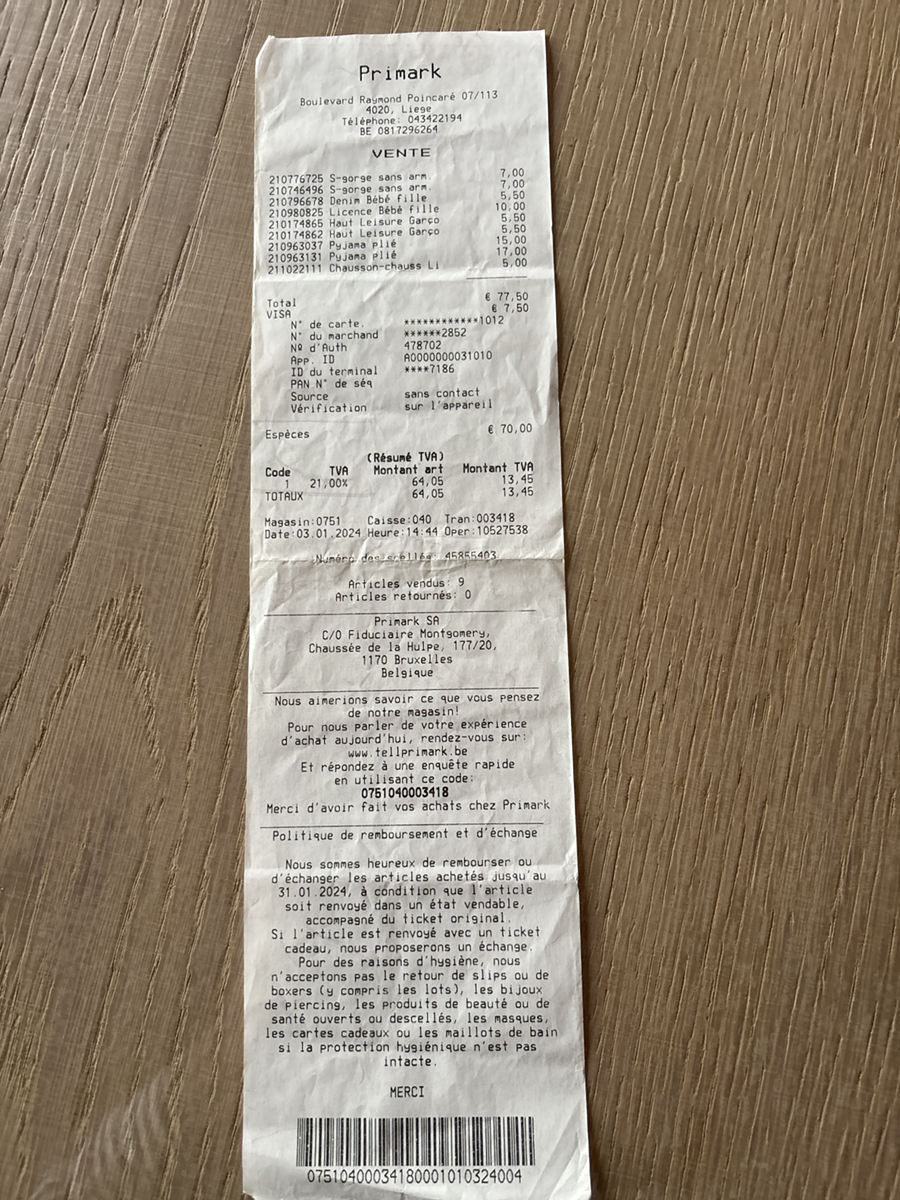 Primark
Boulevard Raymond Poincaré 07/113
4020, Liege
Téléphone: 043422194
BE 0817296264
VENTE
210776725 S-gorge sans arm. 7,00
210746496 S-gorge sans arm. 7,00
210796678 Denim Bébé fille 5,50
210980825 Licence Bébé fille 10,00
210174865 Haut Leisure Garço 5,50
210174862 Haut Leisure Garço 5,50
210963037 Pyjama plié 15,00
210963131 Pyjama plié 17,00
211022111 Chausson-chauss Li 5,00
Total € 77,50
VISA € 7,50
N° de carte. ************1012
N° du marchand ******2852
Nº d'Auth 478702
App. ID A0000000031010
ID du terminal ****7186
PAN N° de séq
Source sans contact
Vérification sur l'appareil
Espèces € 70,00
(Résumé TVA)
Code TVA Montant art Montant TVA
1 21,00% 64,05 13,45
TOTAUX 64,05 13,45
Magasin:0751 Caisse:040 Tran:003418
Date:03.01.2024 Heure:14:44 Oper:10527538
Numéro des scellés: 45855403
Articles vendus: 9
Articles retournés: 0
Primark SA
C/O Fiduciaire Montgomery,
Chaussée de la Hulpe, 177/20,
1170 Bruxelles
Belgique
Nous aimerions savoir ce que vous pensez
de notre magasin!
Pour nous parler de votre expérience
d'achat aujourd'hui, rendez-vous sur:
www.tellprimark.be
Et répondez à une enquête rapide
en utilisant ce code:
0751040003418
Merci d'avoir fait vos achats chez Primark
Politique de remboursement et d'échange
Nous sommes heureux de rembourser ou
d'échanger les articles achetés jusqu'au
31.01.2024, à condition que l'article
soit renvoyé dans un état vendable,
accompagné du ticket original.
Si l'article est renvoyé avec un ticket
cadeau, nous proposerons un échange.
Pour des raisons d'hygiène, nous
n'acceptons pas le retour de slips ou de
boxers (y compris les lots), les bijoux
de piercing, les produits de beauté ou de
santé ouverts ou descellés, les masques,
les cartes cadeaux ou les maillots de bain
si la protection hygiénique n'est pas
intacte.
MERCI
07510400034180001010324004